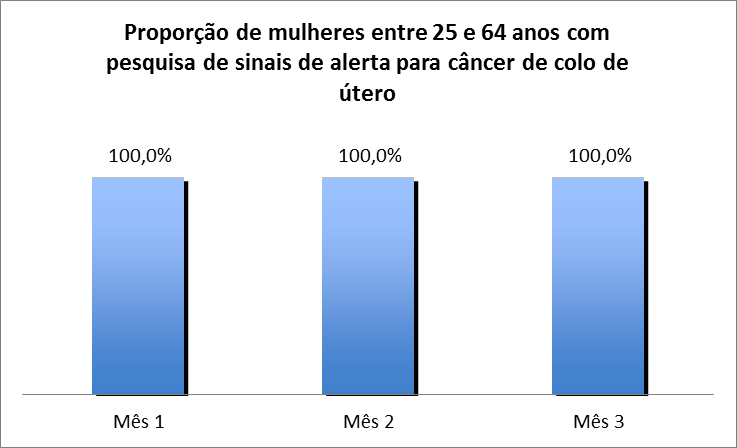 Proporção de mulheres entre 25 e 64 anos com
pesquisa de sinais de alerta para câncer de colo de
útero
100,0%
100,0%
100,0%
Mês 1
Mês 2
Mês 3